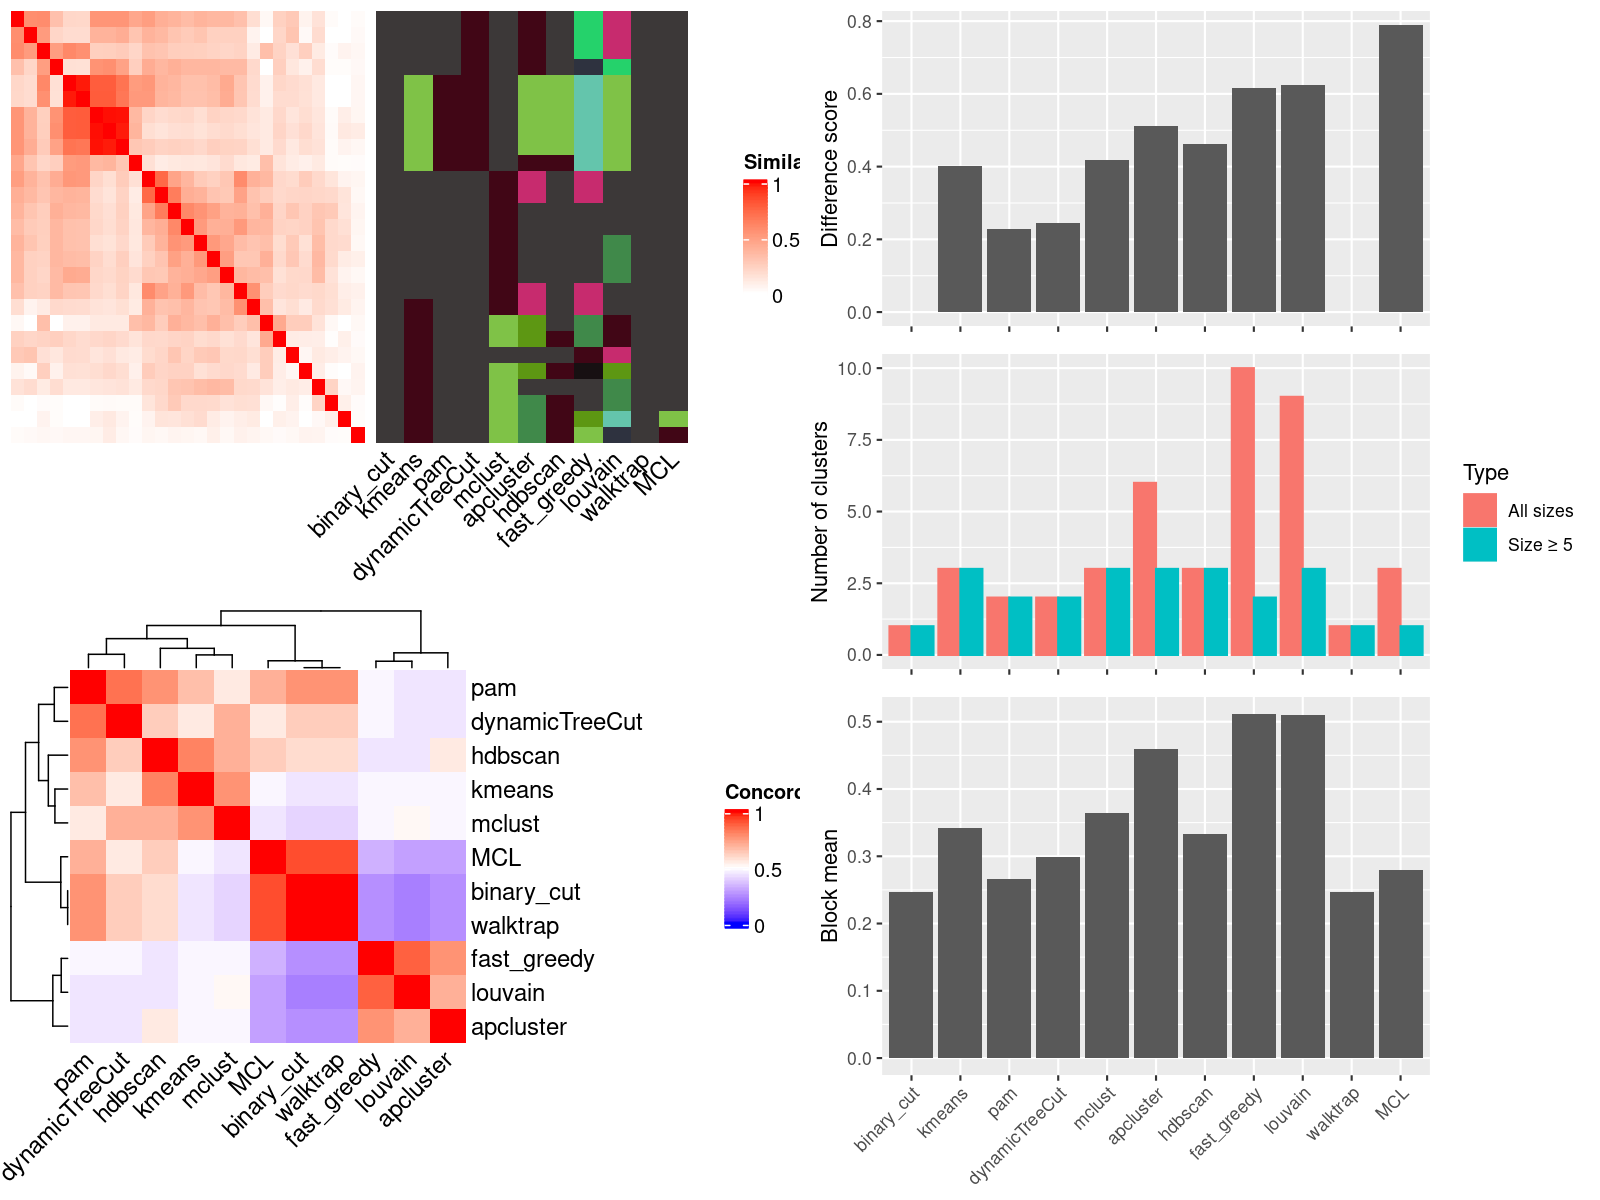 binary_cut
kmeans
pam
dynamicTreeCut
mclust
apcluster
hdbscan
fast_greedy
louvain
walktrap
MCL
Simila
1
0.5
0
pam
dynamicTreeCut
hdbscan
kmeans
mclust
MCL
binary_cut
walktrap
fast_greedy
louvain
apcluster
pam
dynamicTreeCut
hdbscan
kmeans
mclust
MCL
binary_cut
walktrap
fast_greedy
louvain
apcluster
Concord
1
0.5
0
Difference score
0.8
0.6
0.4
0.2
0.0
Number of clusters
10.0
7.5
5.0
2.5
0.0
Type
All sizes
Size ≥ 5
Block mean
0.5
0.4
0.3
0.2
0.1
0.0
binary_cut
kmeans
pam
dynamicTreeCut
mclust
apcluster
hdbscan
fast_greedy
louvain
walktrap
MCL